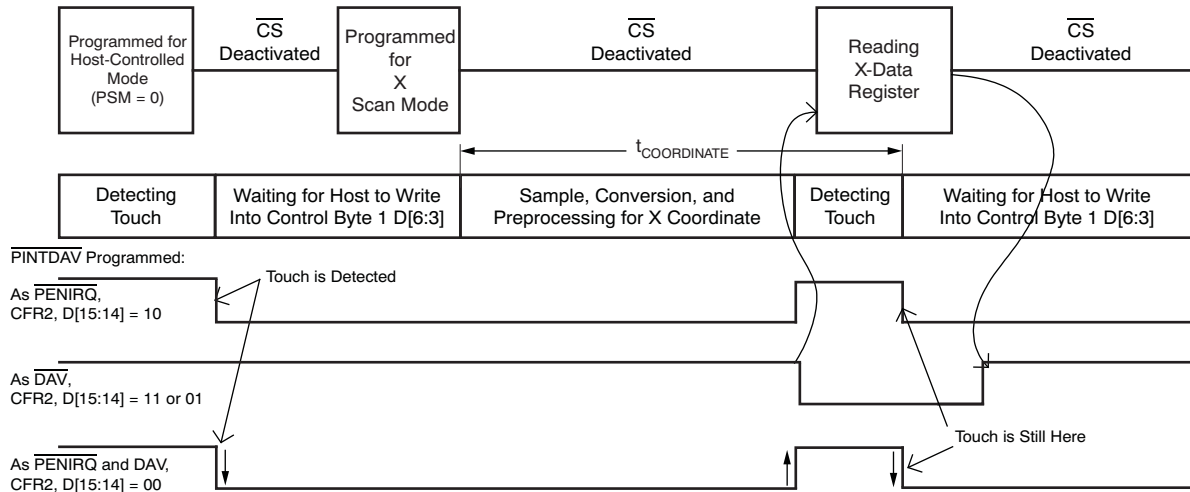 Programmed for
Host-Controlled
Mode
(PSM = 0)
CS
Deactivated
Programmed
for
X
Scan Mode
CS
Deactivated
Reading
X-Data
Register
CS
Deactivated
tCOORDINATE
Detecting
Touch
Waiting for Host to Write
Into Control Byte 1 D[6:3]
Sample, Conversion, and
Preprocessing for X Coordinate
Detecting
Touch
Waiting for Host to Write
Into Control Byte 1 D[6:3]
PINTDAV Programmed:
Touch is Detected
As PENIRQ,
CFR2, D[15:14] = 10
As DAV,
CFR2, D[15:14] = 11 or 01
Touch is Still Here
As PENIRQ and DAV,
CFR2, D[15:14] = 00